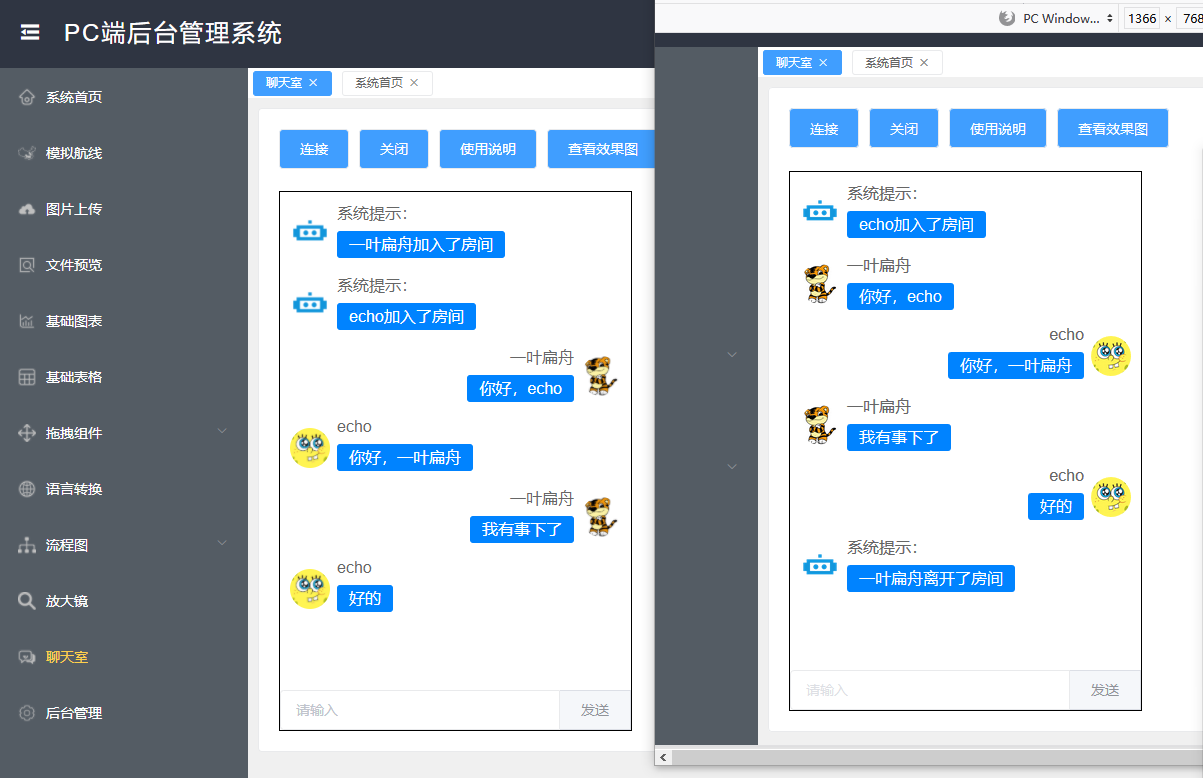 PC端后台管理系统
系统首页
模拟航线
图片上传
文件预览
基础图表
基础表格
拖拽组件
语言转换
流程图
放大镜
聊天室
后台管理
聊天室 ×
系统首页 ×
连接
关闭
使用说明
查看效果图
系统提示：
一叶扁舟加入了房间
系统提示：
echo加入了房间
一叶扁舟
你好，echo
echo
你好，一叶扁舟
一叶扁舟
我有事下了
echo
好的
请输入
发送
PC Window...
1366 × 768
聊天室 ×
系统首页 ×
连接
关闭
使用说明
查看效果图
系统提示：
echo加入了房间
一叶扁舟
你好，echo
echo
你好，一叶扁舟
一叶扁舟
我有事下了
echo
好的
系统提示：
一叶扁舟离开了房间
请输入
发送